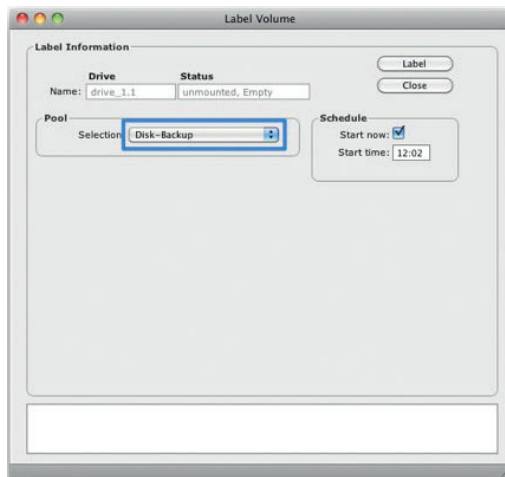 Label Volume
Label Information
Drive Status
Name: drive_1.1 unmounted, Empty
Label
Close
Pool
Selection Disk-Backup
Schedule
Start now:
Start time: 12:02